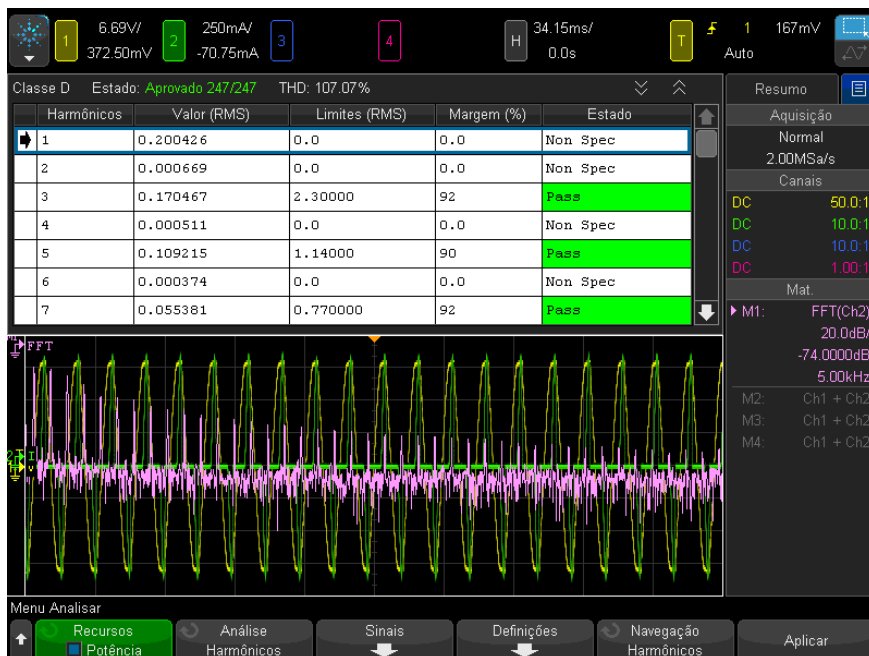 1 6.69V/ 372.50mV
2 250mA/ -70.75mA
3
4
H 34.15ms/ 0.0s
T 1 167mV
Auto
Classe D Estado: Aprovado 247/247 THD: 107.07%
Harmônicos Valor (RMS) Limites (RMS) Margem (%) Estado
1 0.200426 0.0 0.0 Non Spec
2 0.000669 0.0 0.0 Non Spec
3 0.170467 2.30000 92 Pass
4 0.000511 0.0 0.0 Non Spec
5 0.109215 1.14000 90 Pass
6 0.000374 0.0 0.0 Non Spec
7 0.055381 0.770000 92 Pass
Resumo
Aquisição
Normal
2.00MSa/s
Canais
DC 50.0:1
DC 10.0:1
DC 10.0:1
DC 1.00:1
Mat.
M1: FFT(Ch2)
20.0dB/
-74.0000dB
5.00kHz
M2: Ch1 + Ch2
M3: Ch1 + Ch2
M4: Ch1 + Ch2
FFT
2 I
V
Menu Analisar
Recursos
Potência
Análise
Harmônicos
Sinais
Definições
Navegação
Harmônicos
Aplicar